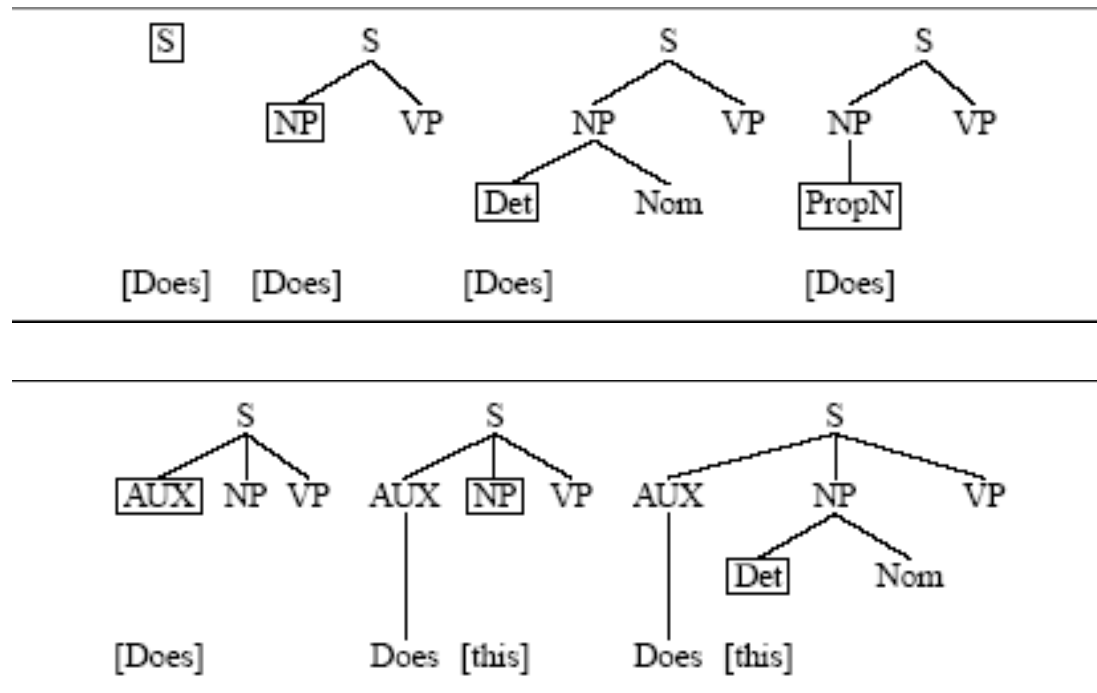 S S S S
NP VP NP VP NP VP
Det Nom PropN
[Does] [Does] [Does] [Does]
S S S
AUX NP VP AUX NP VP AUX NP VP
Det Nom
[Does] Does [this] Does [this]